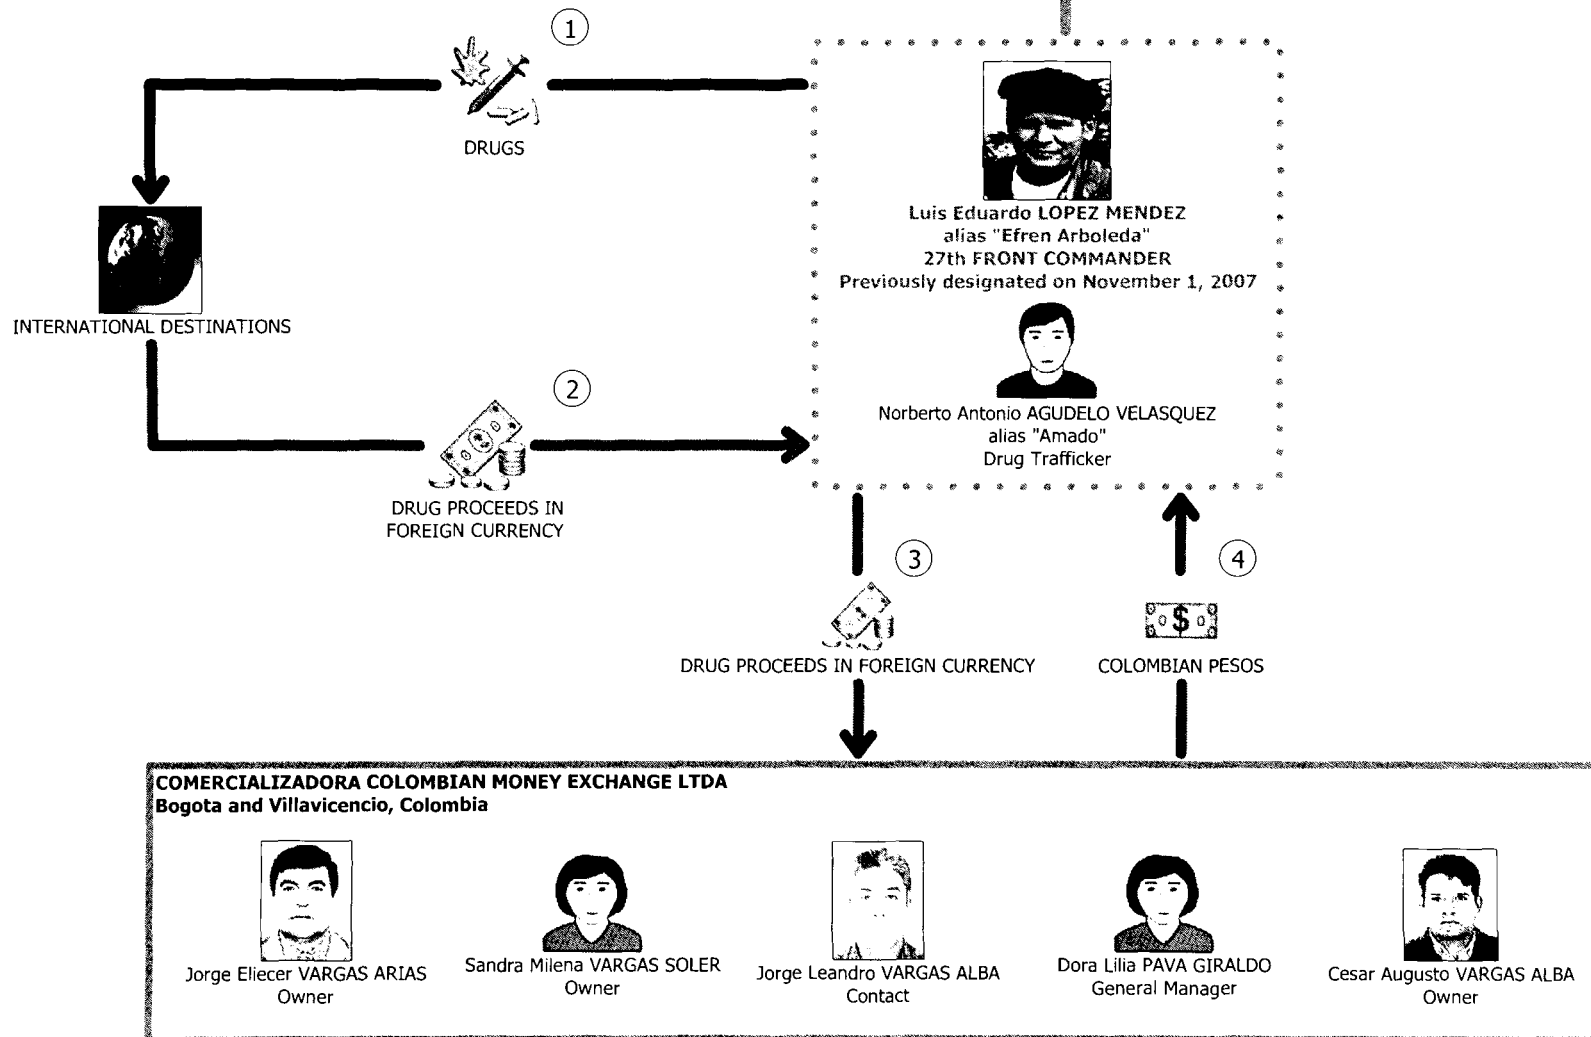 1
DRUGS
Luis Eduardo LOPEZ MENDEZ
alias "Efren Arboleda"
27th FRONT COMMANDER
Previously designated on November 1, 2007
INTERNATIONAL DESTINATIONS
2
Norberto Antonio AGUDELO VELASQUEZ
alias "Amado"
Drug Trafficker
DRUG PROCEEDS IN
FOREIGN CURRENCY
3
4
$
DRUG PROCEEDS IN FOREIGN CURRENCY
COLOMBIAN PESOS
COMERCIALIZADORA COLOMBIAN MONEY EXCHANGE LTDA
Bogota and Villavicencio, Colombia
Jorge Eliecer VARGAS ARIAS
Owner
Sandra Milena VARGAS SOLER
Owner
Jorge Leandro VARGAS ALBA
Contact
Dora Lilia PAVA GIRALDO
General Manager
Cesar Augusto VARGAS ALBA
Owner